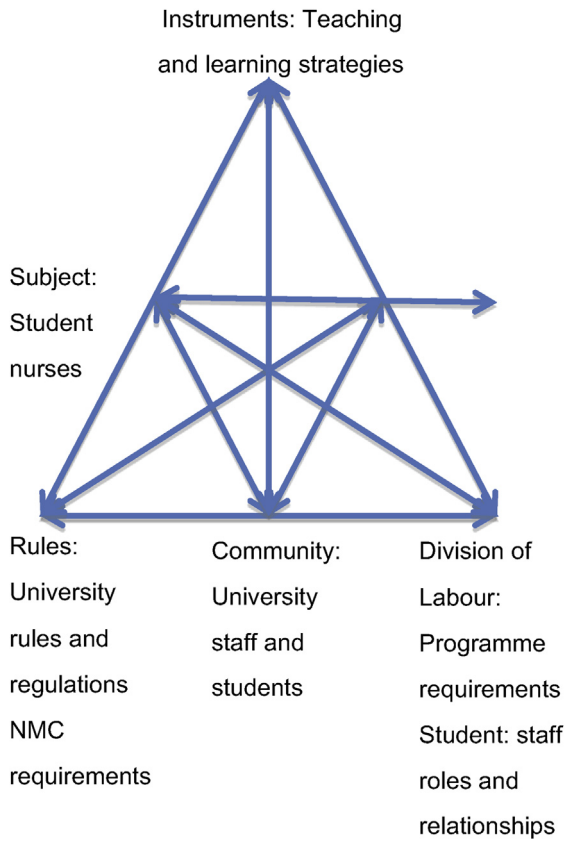 Instruments: Teaching
and learning strategies
Subject:
Student
nurses
Rules:
University
rules and
regulations
NMC
requirements
Community:
University
staff and
students
Division of
Labour:
Programme
requirements
Student: staff
roles and
relationships